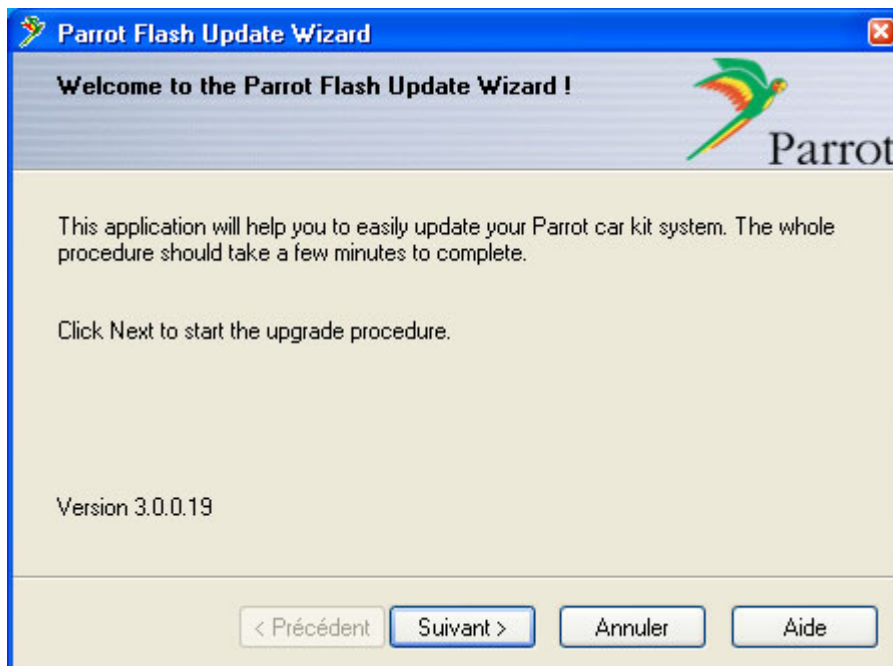 Parrot Flash Update Wizard
Welcome to the Parrot Flash Update Wizard !
Parrot
This application will help you to easily update your Parrot car kit system. The whole
procedure should take a few minutes to complete.
Click Next to start the upgrade procedure.
Version 3.0.0.19
< Précédent Suivant > Annuler Aide